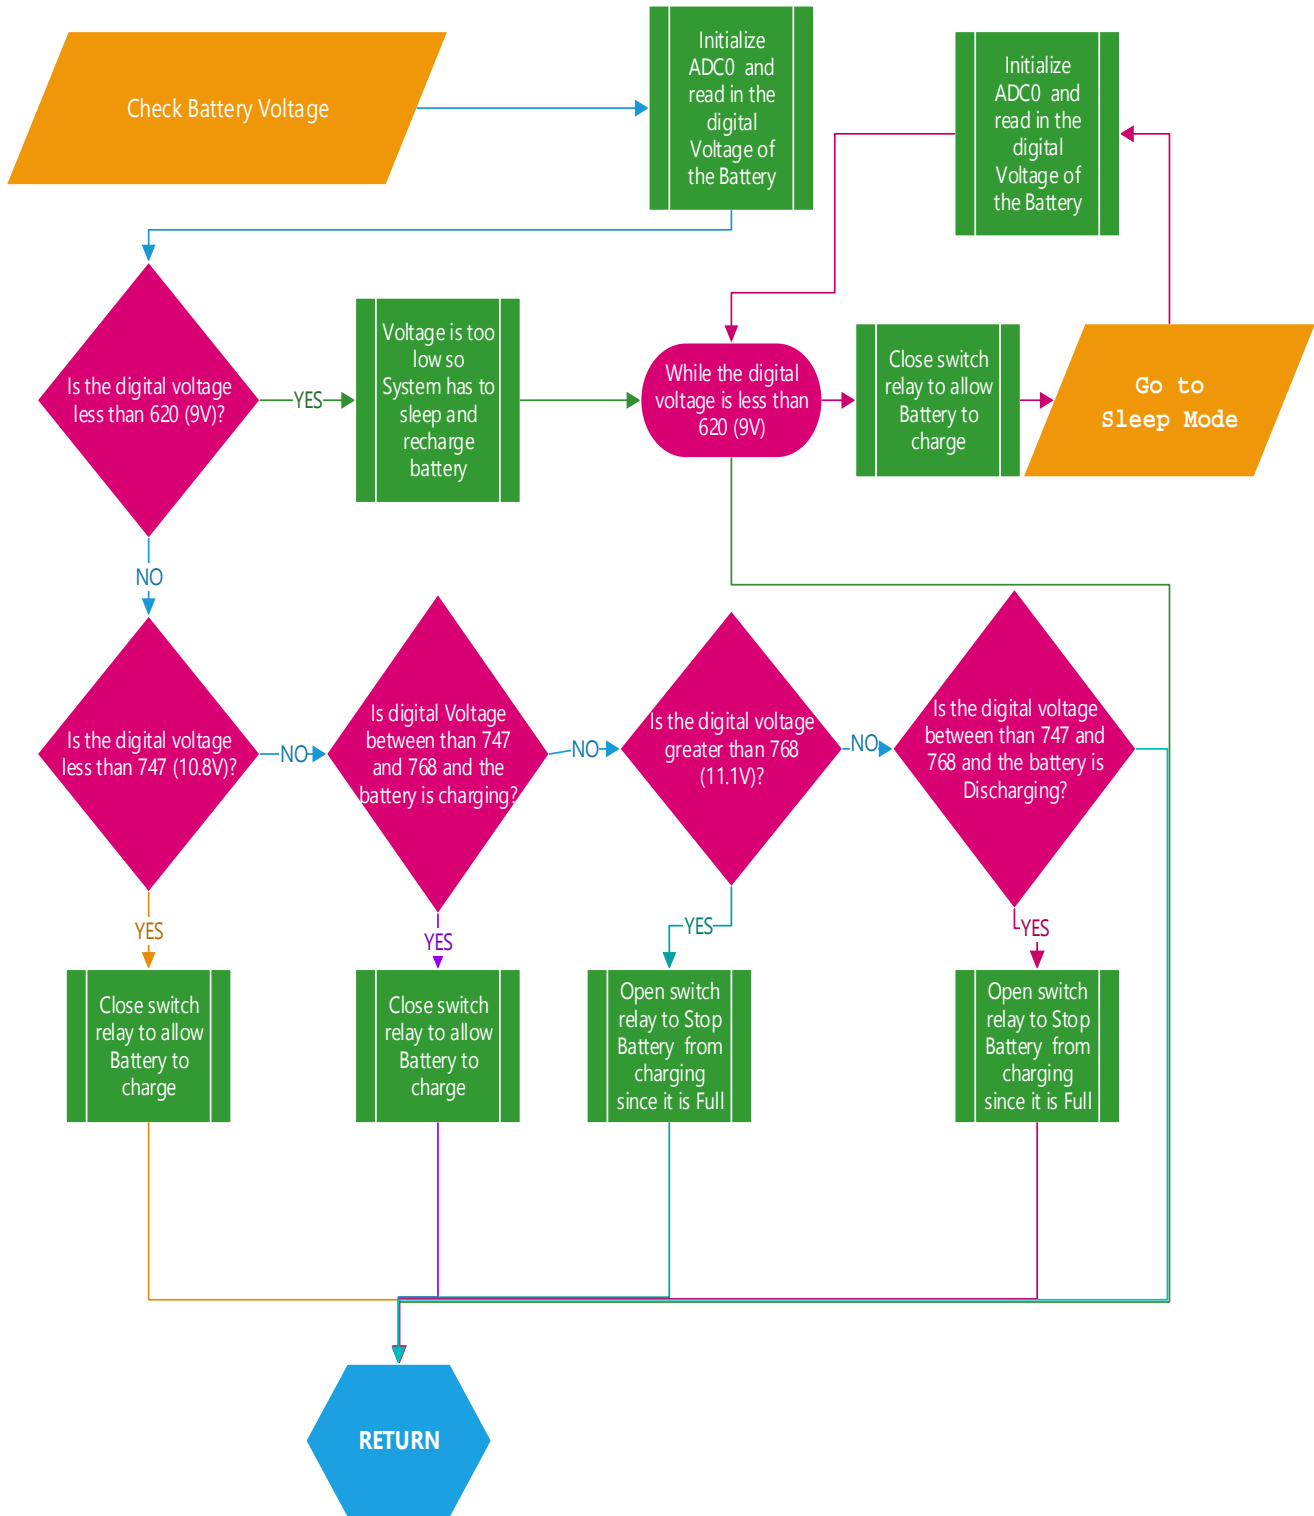 Check Battery Voltage
Initialize
ADC0 and
read in the
digital
Voltage of
the Battery
Initialize
ADC0 and
read in the
digital
Voltage of
the Battery
Is the digital voltage
less than 620 (9V)?
YES
Voltage is too
low so
System has to
sleep and
recharge
battery
While the digital
voltage is less than
620 (9V)
Close switch
relay to allow
Battery to
charge
Go to
Sleep Mode
NO
Is the digital voltage
less than 747 (10.8V)?
NO
Is digital Voltage
between than 747
and 768 and the
battery is charging?
NO
Is the digital voltage
greater than 768
(11.1V)?
NO
Is the digital voltage
between than 747 and
768 and the battery is
Discharging?
YES
YES
YES
YES
Close switch
relay to allow
Battery to
charge
Close switch
relay to allow
Battery to
charge
Open switch
relay to Stop
Battery from
charging
since it is Full
Open switch
relay to Stop
Battery from
charging
since it is Full
RETURN